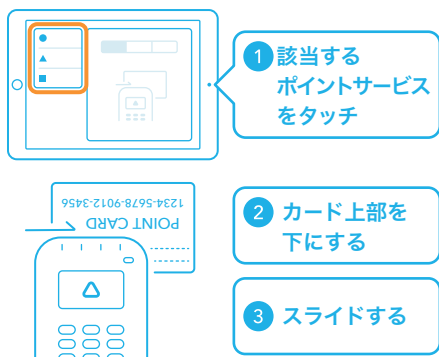 1 該当する
ポイントサービス
をタッチ
1234-5678-9012-3456
POINT CARD
2 カード上部を
下にする
3 スライドする